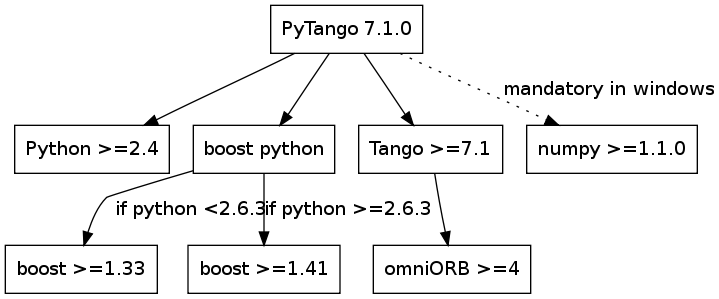 PyTango 7.1.0
mandatory in windows
Python >=2.4
boost python
Tango >=7.1
numpy >=1.1.0
if python <2.6.3
if python >=2.6.3
boost >=1.33
boost >=1.41
omniORB >=4